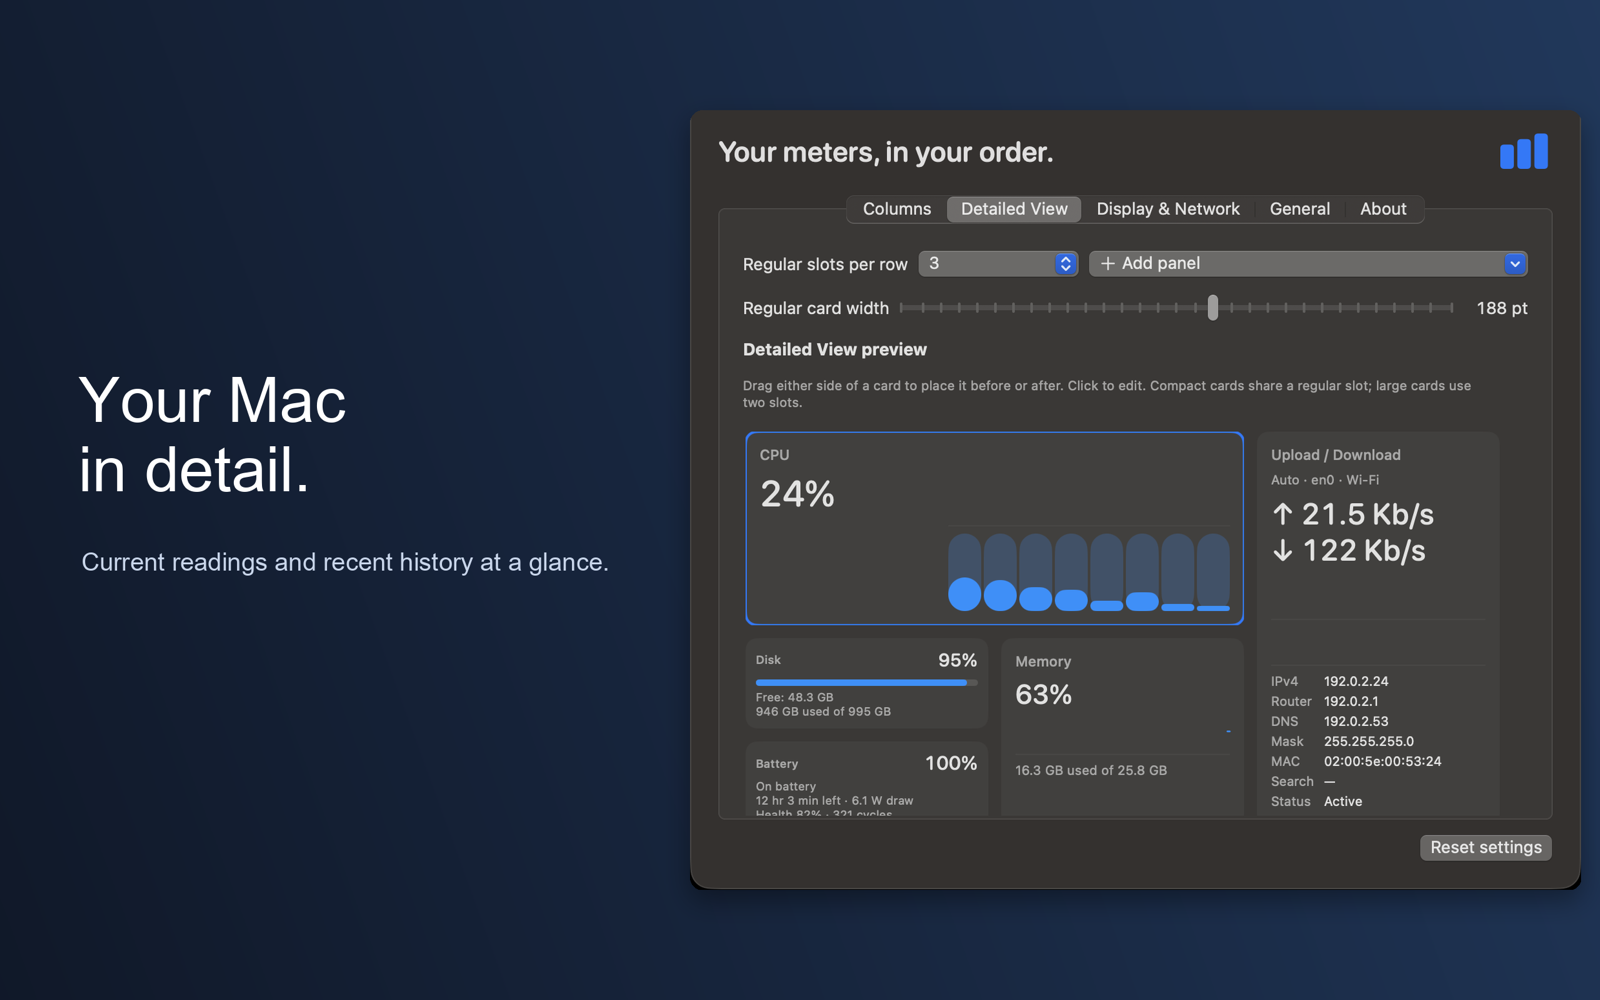 Your Mac
in detail.
Current readings and recent history at a glance.
Your meters, in your order.
Columns
Detailed View
Display & Network
General
About
Regular slots per row
3
+ Add panel
Regular card width
188 pt
Detailed View preview
Drag either side of a card to place it before or after. Click to edit. Compact cards share a regular slot; large cards use
two slots.
CPU
24%
Upload / Download
Auto · en0 · Wi-Fi
↑ 21.5 Kb/s
↓ 122 Kb/s
IPv4 192.0.2.24
Router 192.0.2.1
DNS 192.0.2.53
Mask 255.255.255.0
MAC 02:00:5e:00:53:24
Search —
Status Active
Disk 95%
Free: 48.3 GB
946 GB used of 995 GB
Memory
63%
16.3 GB used of 25.8 GB
Battery 100%
On battery
12 hr 3 min left · 6.1 W draw
Health 82% · 321 cycles
Reset settings